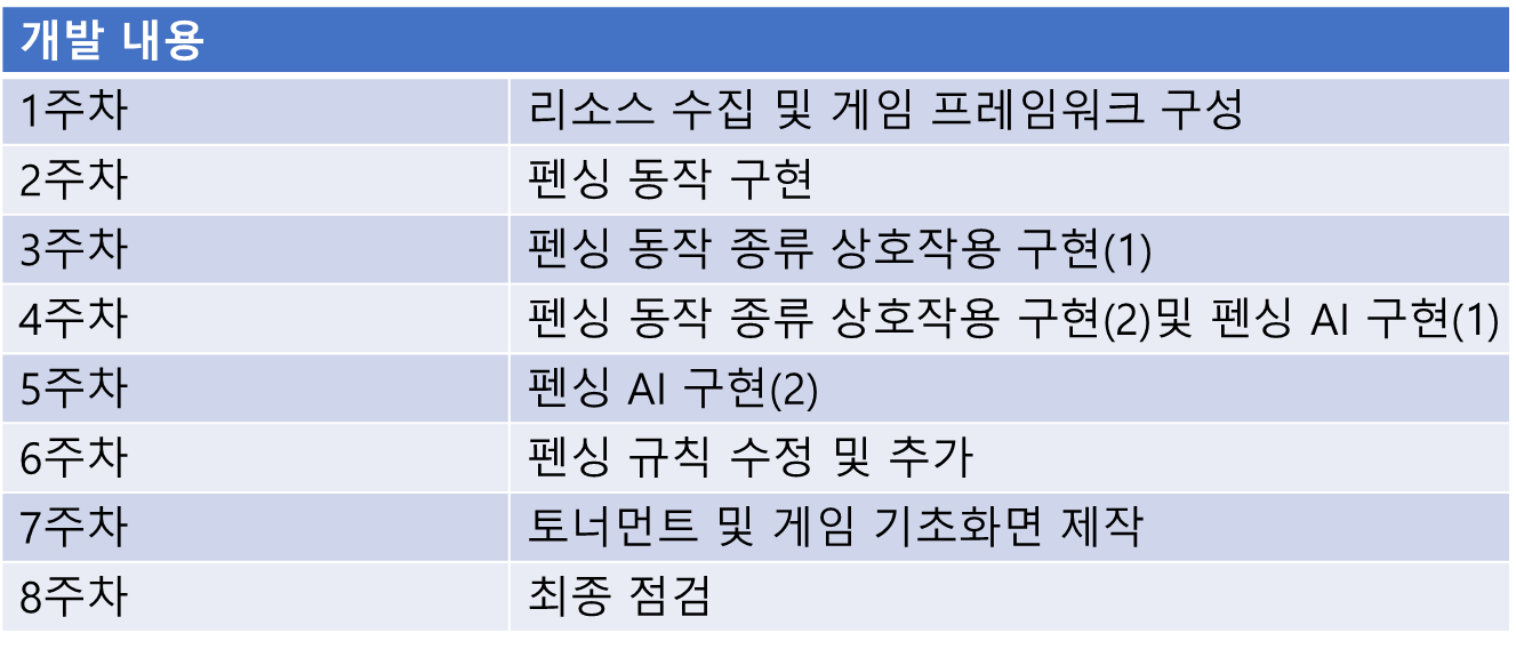 개발 내용
1주차 리소스 수집 및 게임 프레임워크 구성
2주차 펜싱 동작 구현
3주차 펜싱 동작 종류 상호작용 구현(1)
4주차 펜싱 동작 종류 상호작용 구현(2)및 펜싱 AI 구현(1)
5주차 펜싱 AI 구현(2)
6주차 펜싱 규칙 수정 및 추가
7주차 토너먼트 및 게임 기초화면 제작
8주차 최종 점검